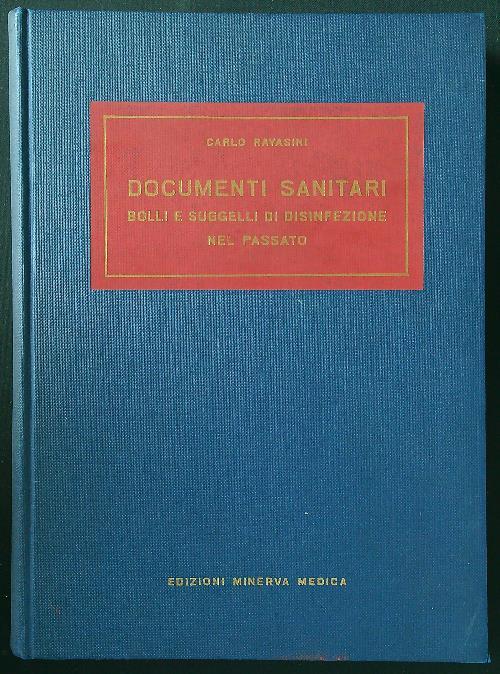 CARLO RAVASINI
DOCUMENTI SANITARI
BOLLI E SUGGELLI DI DISINFEZIONE
NEL PASSATO
EDIZIONI MINERVA MEDICA